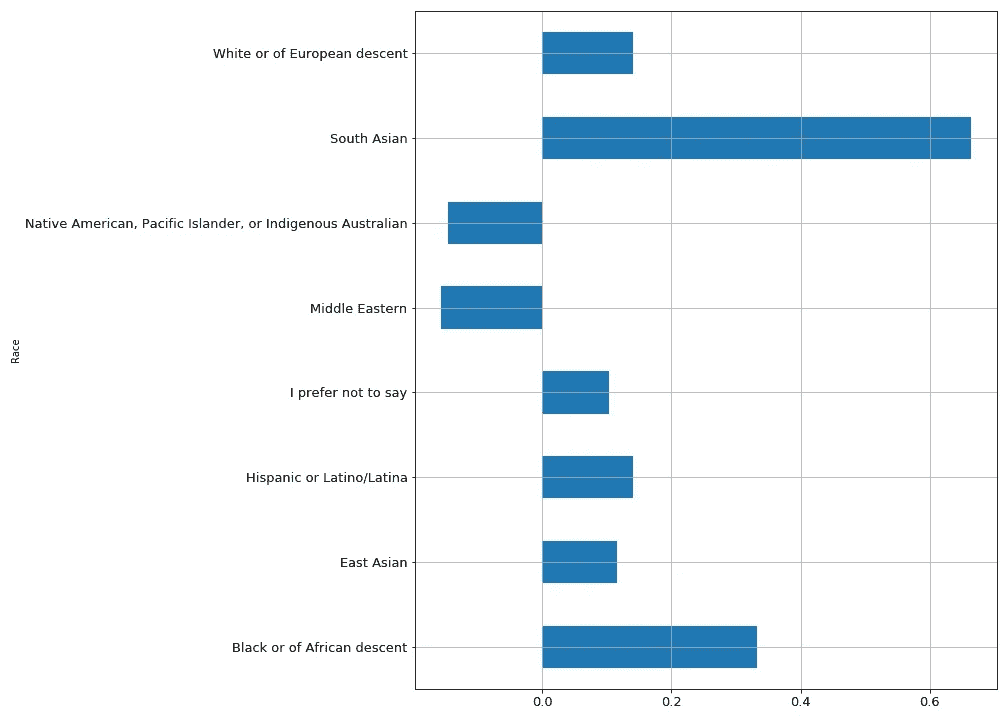 White or of European descent
South Asian
Native American, Pacific Islander, or Indigenous Australian
Middle Eastern
Race
I prefer not to say
Hispanic or Latino/Latina
East Asian
Black or of African descent
0.0 0.2 0.4 0.6